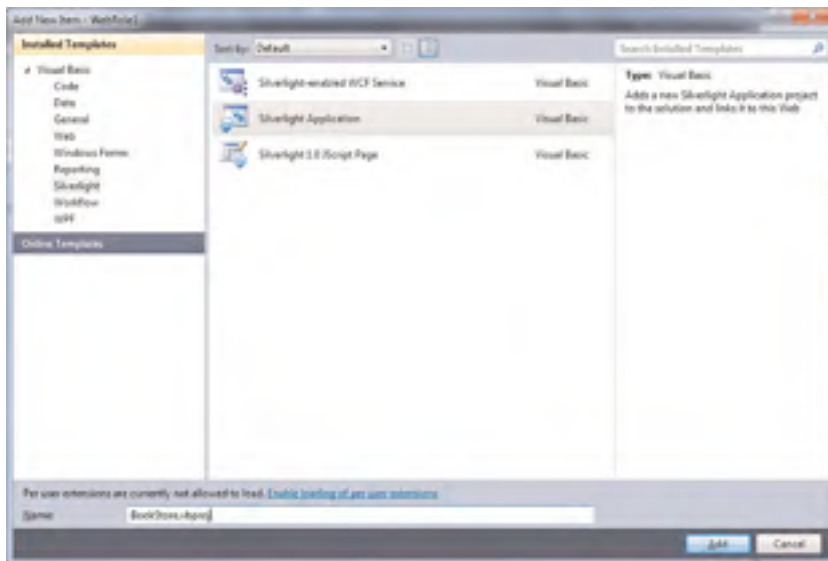 Add New Item - WebRole1
Installed Templates
Visual Basic
Code
Data
General
Web
Windows Forms
Reporting
Silverlight
Workflow
WPF
Online Templates
Sort by: Default
Silverlight-enabled WCF Service Visual Basic
Silverlight Application Visual Basic
Silverlight 1.0 JScript Page Visual Basic
Search Installed Templates
Type: Visual Basic
Adds a new Silverlight Application project
to the solution and links it to this Web
Per user extensions are currently not allowed to load. Enable loading of per user extensions
Name: BookStore.vbproj
Add Cancel